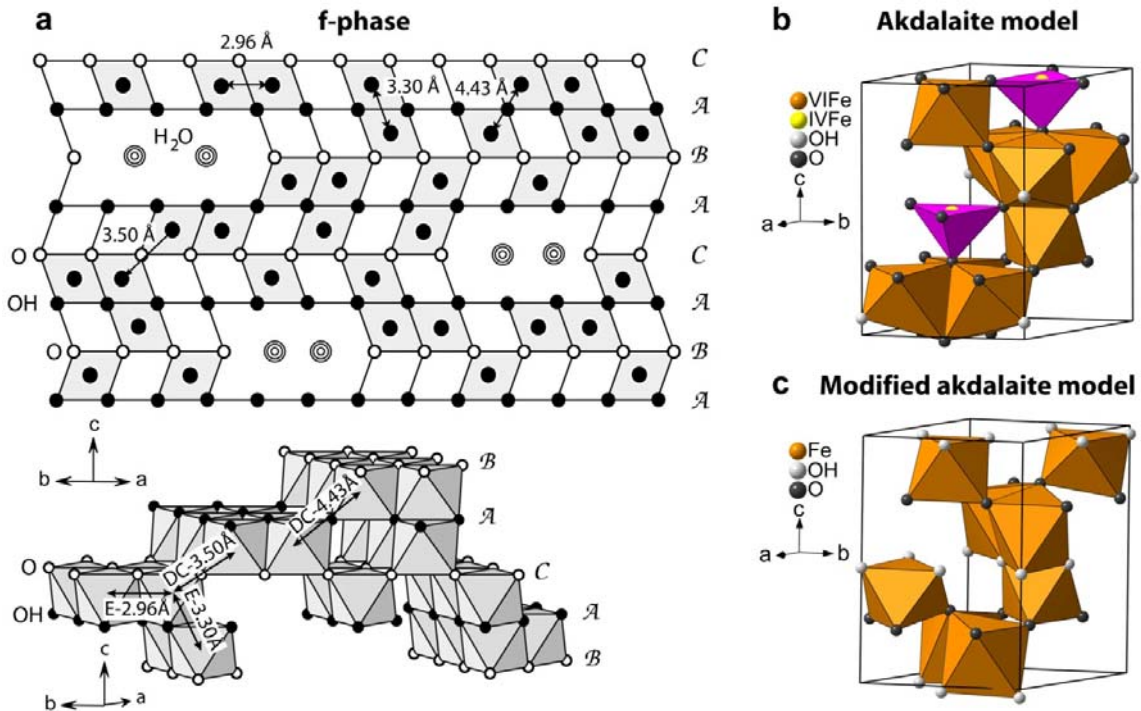 a
f-phase
2.96 Å
C
3.30 Å
4.43 Å
A
H2O
B
A
3.50 Å
O
C
OH
A
O
B
A
c
b
a
B
DC-4.43Å
A
DC-3.50Å
O
C
E-2.96Å
E-3.30Å
OH
A
B
c
b
a
b
Akdalaite model
VIFe
IVFe
OH
O
c
a
b
c
Modified akdalaite model
Fe
OH
O
c
a
b